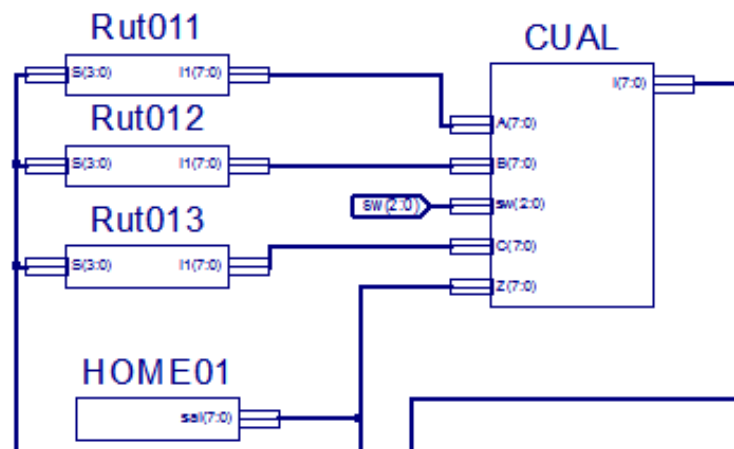 Rut011
S(3:0) I1(7:0)
Rut012
S(3:0) I1(7:0)
Rut013
S(3:0) I1(7:0)
HOME01
sal(7:0)
CUAL
I(7:0)
A(7:0)
B(7:0)
sw(2:0) sw(2:0)
C(7:0)
Z(7:0)